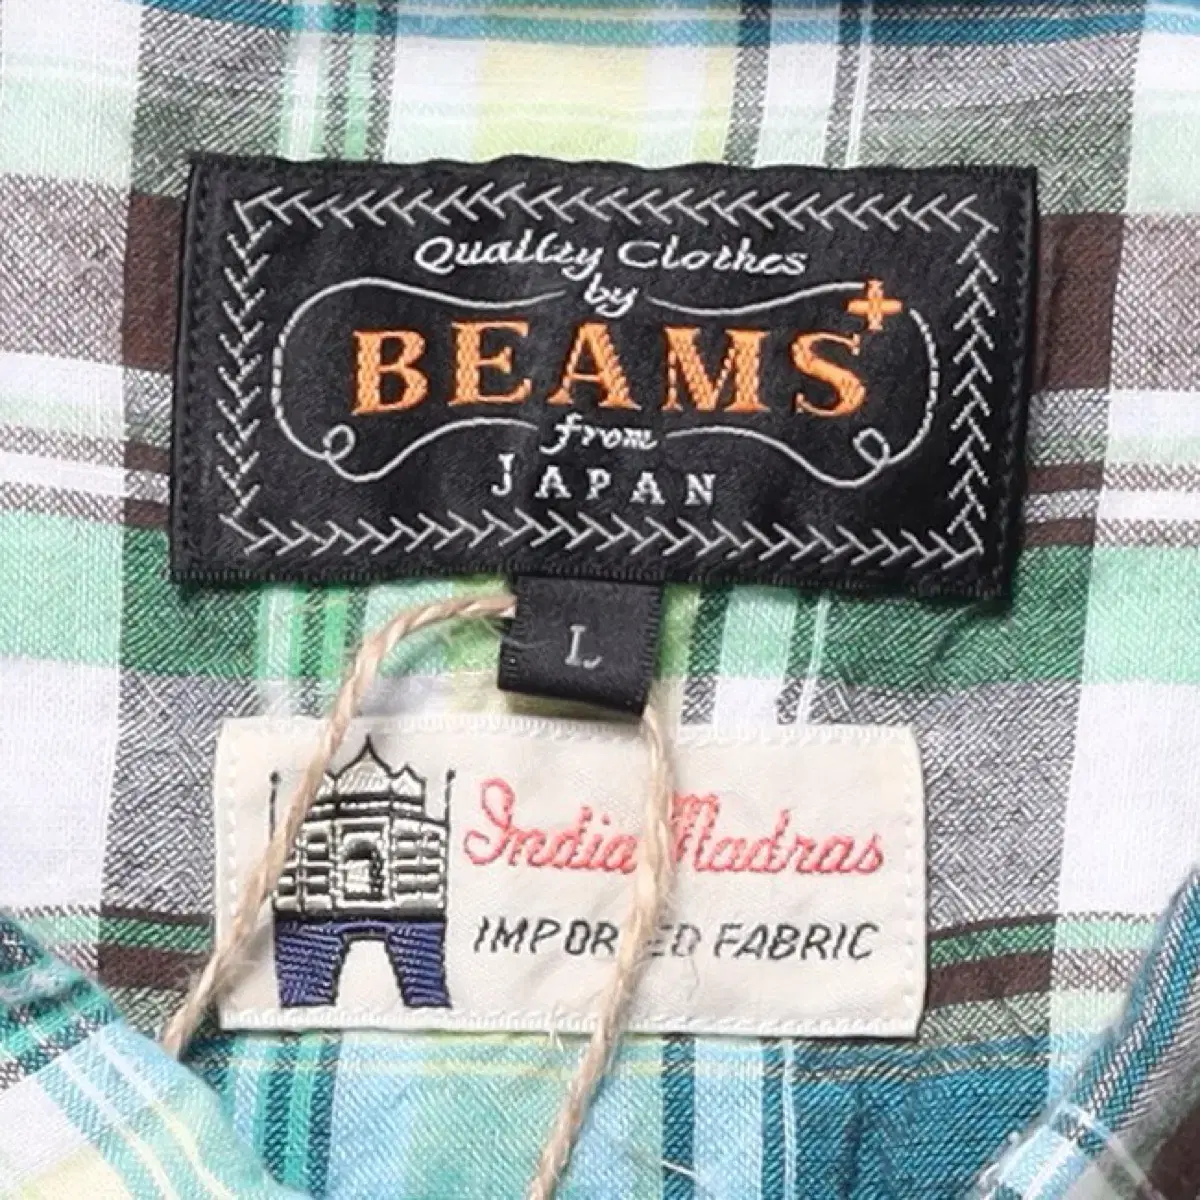 Quality Clothes
by
BEAMS+
from
JAPAN
L
India Madras
IMPORTED FABRIC